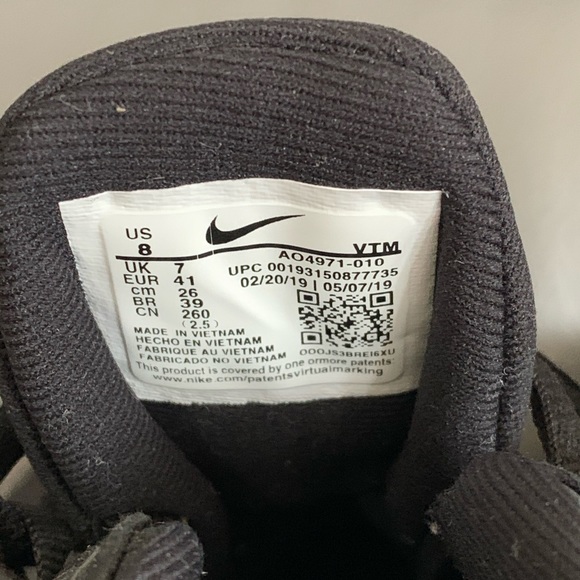 US
8 VTM
AO4971-010
UK 7 UPC 00193150877735
EUR 41 02/20/19 | 05/07/19
cm 26
BR 39
CN 260
(2.5)
MADE IN VIETNAM
HECHO EN VIETNAM
FABRIQUE AU VIETNAM
FABRICADO NO VIETNAM
OOOJS3BREI6XU
This product is covered by one ormore patents:
www.nike.com/patentsvirtualmarking